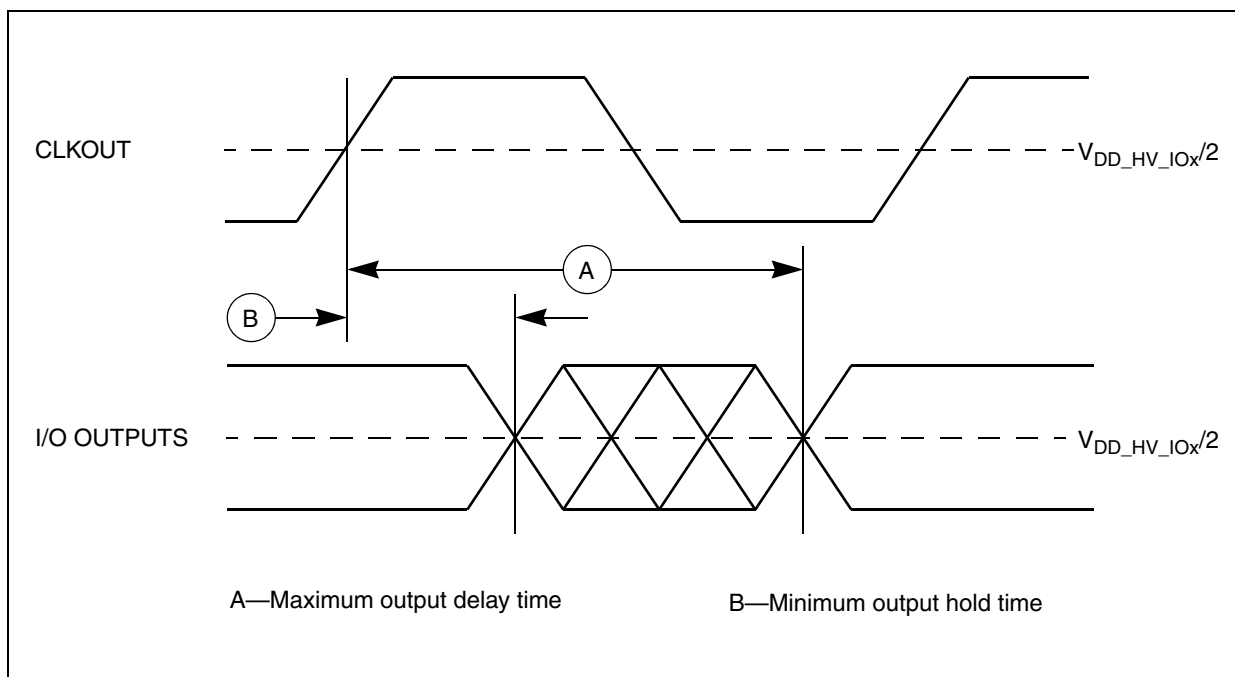 CLKOUT
VDD_HV_IOx/2
A
B
I/O OUTPUTS
VDD_HV_IOx/2
A—Maximum output delay time
B—Minimum output hold time